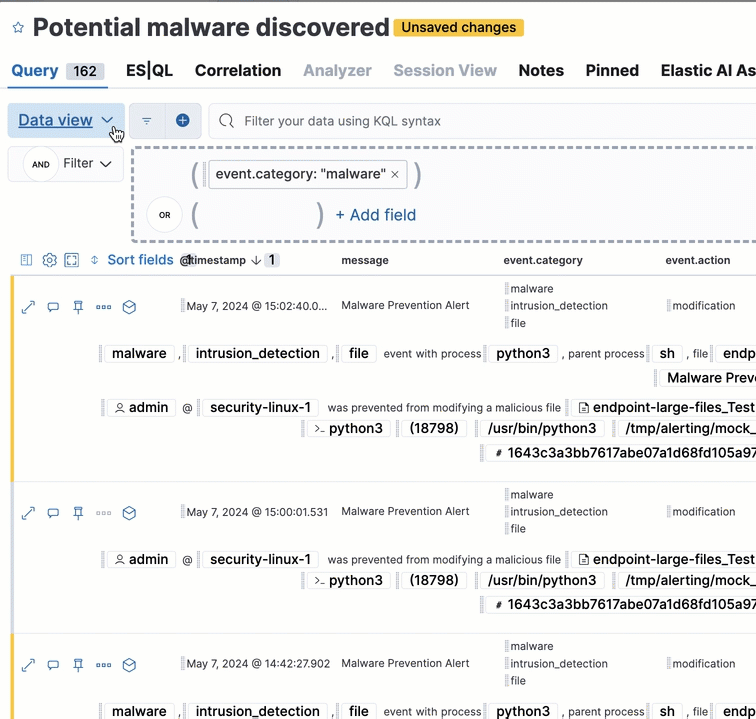 Potential malware discovered Unsaved changes
Query 162 ES|QL Correlation Analyzer Session View Notes Pinned Elastic AI As
Data view Filter your data using KQL syntax
AND Filter ( event.category: "malware" × )
OR ( ) + Add field
Sort fields @timestamp 1 message event.category event.action
malware
May 7, 2024 @ 15:02:40.0... Malware Prevention Alert intrusion_detection modification
file
malware , intrusion_detection , file event with process python3 , parent process sh , file endp
Malware Prev
admin @ security-linux-1 was prevented from modifying a malicious file endpoint-large-files_Test
>_ python3 (18798) /usr/bin/python3 /tmp/alerting/mock_
# 1643c3a3bb7617abe07a1d68fd105a97
malware
May 7, 2024 @ 15:00:01.531 Malware Prevention Alert intrusion_detection modification
file
admin @ security-linux-1 was prevented from modifying a malicious file endpoint-large-files_Test
>_ python3 (18798) /usr/bin/python3 /tmp/alerting/mock_
# 1643c3a3bb7617abe07a1d68fd105a97
malware
May 7, 2024 @ 14:42:27.902 Malware Prevention Alert intrusion_detection modification
file
malware , intrusion_detection , file event with process python3 , parent process sh , file endp